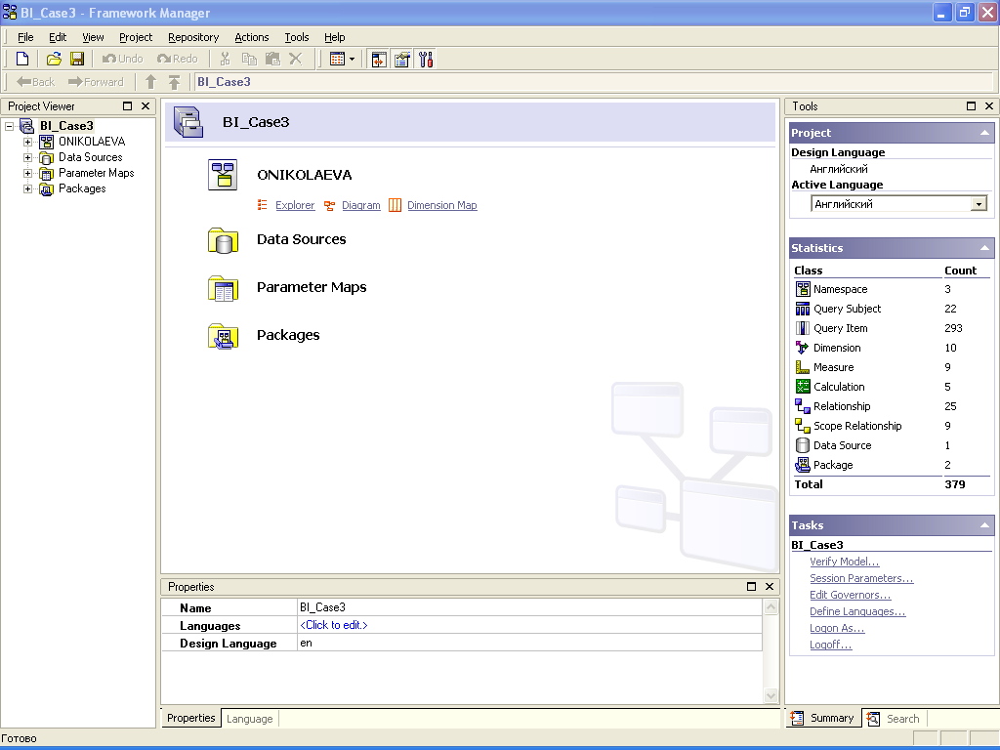 BI_Case3 - Framework Manager
File Edit View Project Repository Actions Tools Help
Undo Redo
Back Forward BI_Case3
Project Viewer
BI_Case3
ONIKOLAEVA
Data Sources
Parameter Maps
Packages
BI_Case3
ONIKOLAEVA
Explorer Diagram Dimension Map
Data Sources
Parameter Maps
Packages
Properties
Name BI_Case3
Languages <Click to edit.>
Design Language en
Properties Language
Tools
Project
Design Language
Английский
Active Language
Английский
Statistics
Class Count
Namespace 3
Query Subject 22
Query Item 293
Dimension 10
Measure 9
Calculation 5
Relationship 25
Scope Relationship 9
Data Source 1
Package 2
Total 379
Tasks
BI_Case3
Verify Model...
Session Parameters...
Edit Governors...
Define Languages...
Logon As...
Logoff...
Summary Search
Готово